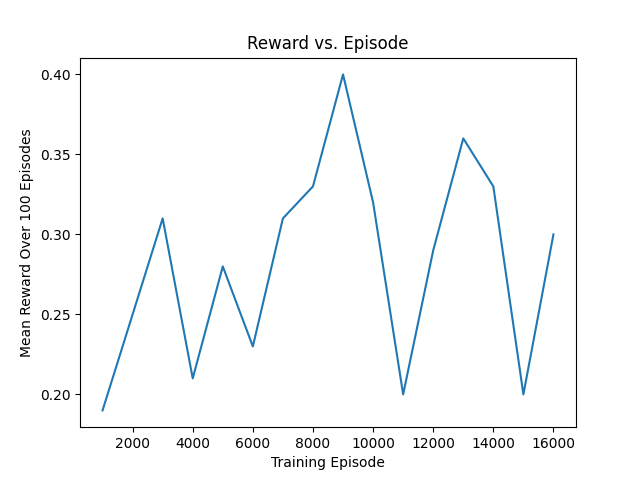 Reward vs. Episode
0.40
0.35
0.30
0.25
0.20
Mean Reward Over 100 Episodes
2000 4000 6000 8000 10000 12000 14000 16000
Training Episode